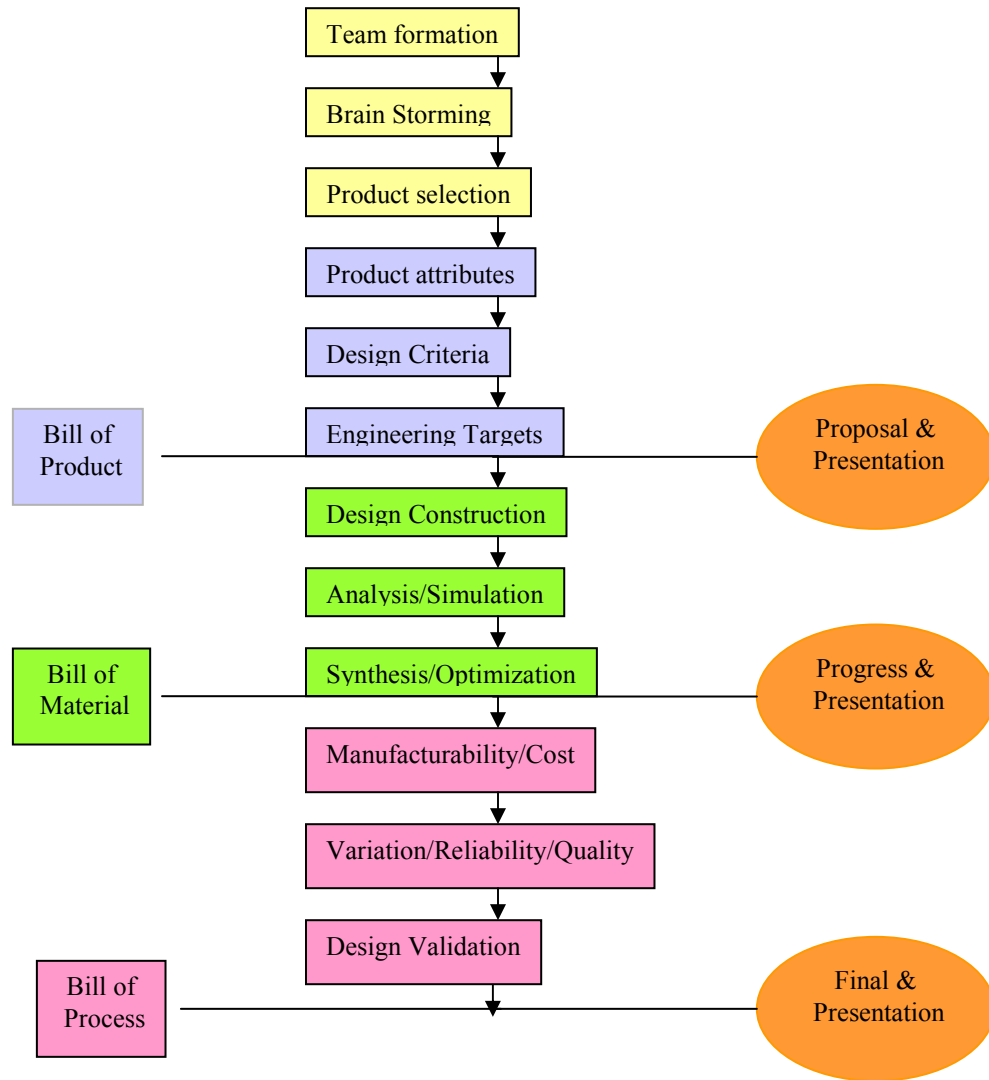 Team formation
Brain Storming
Product selection
Product attributes
Design Criteria
Bill of
Product
Engineering Targets
Proposal &
Presentation
Design Construction
Analysis/Simulation
Bill of
Material
Synthesis/Optimization
Progress &
Presentation
Manufacturability/Cost
Variation/Reliability/Quality
Design Validation
Bill of
Process
Final &
Presentation